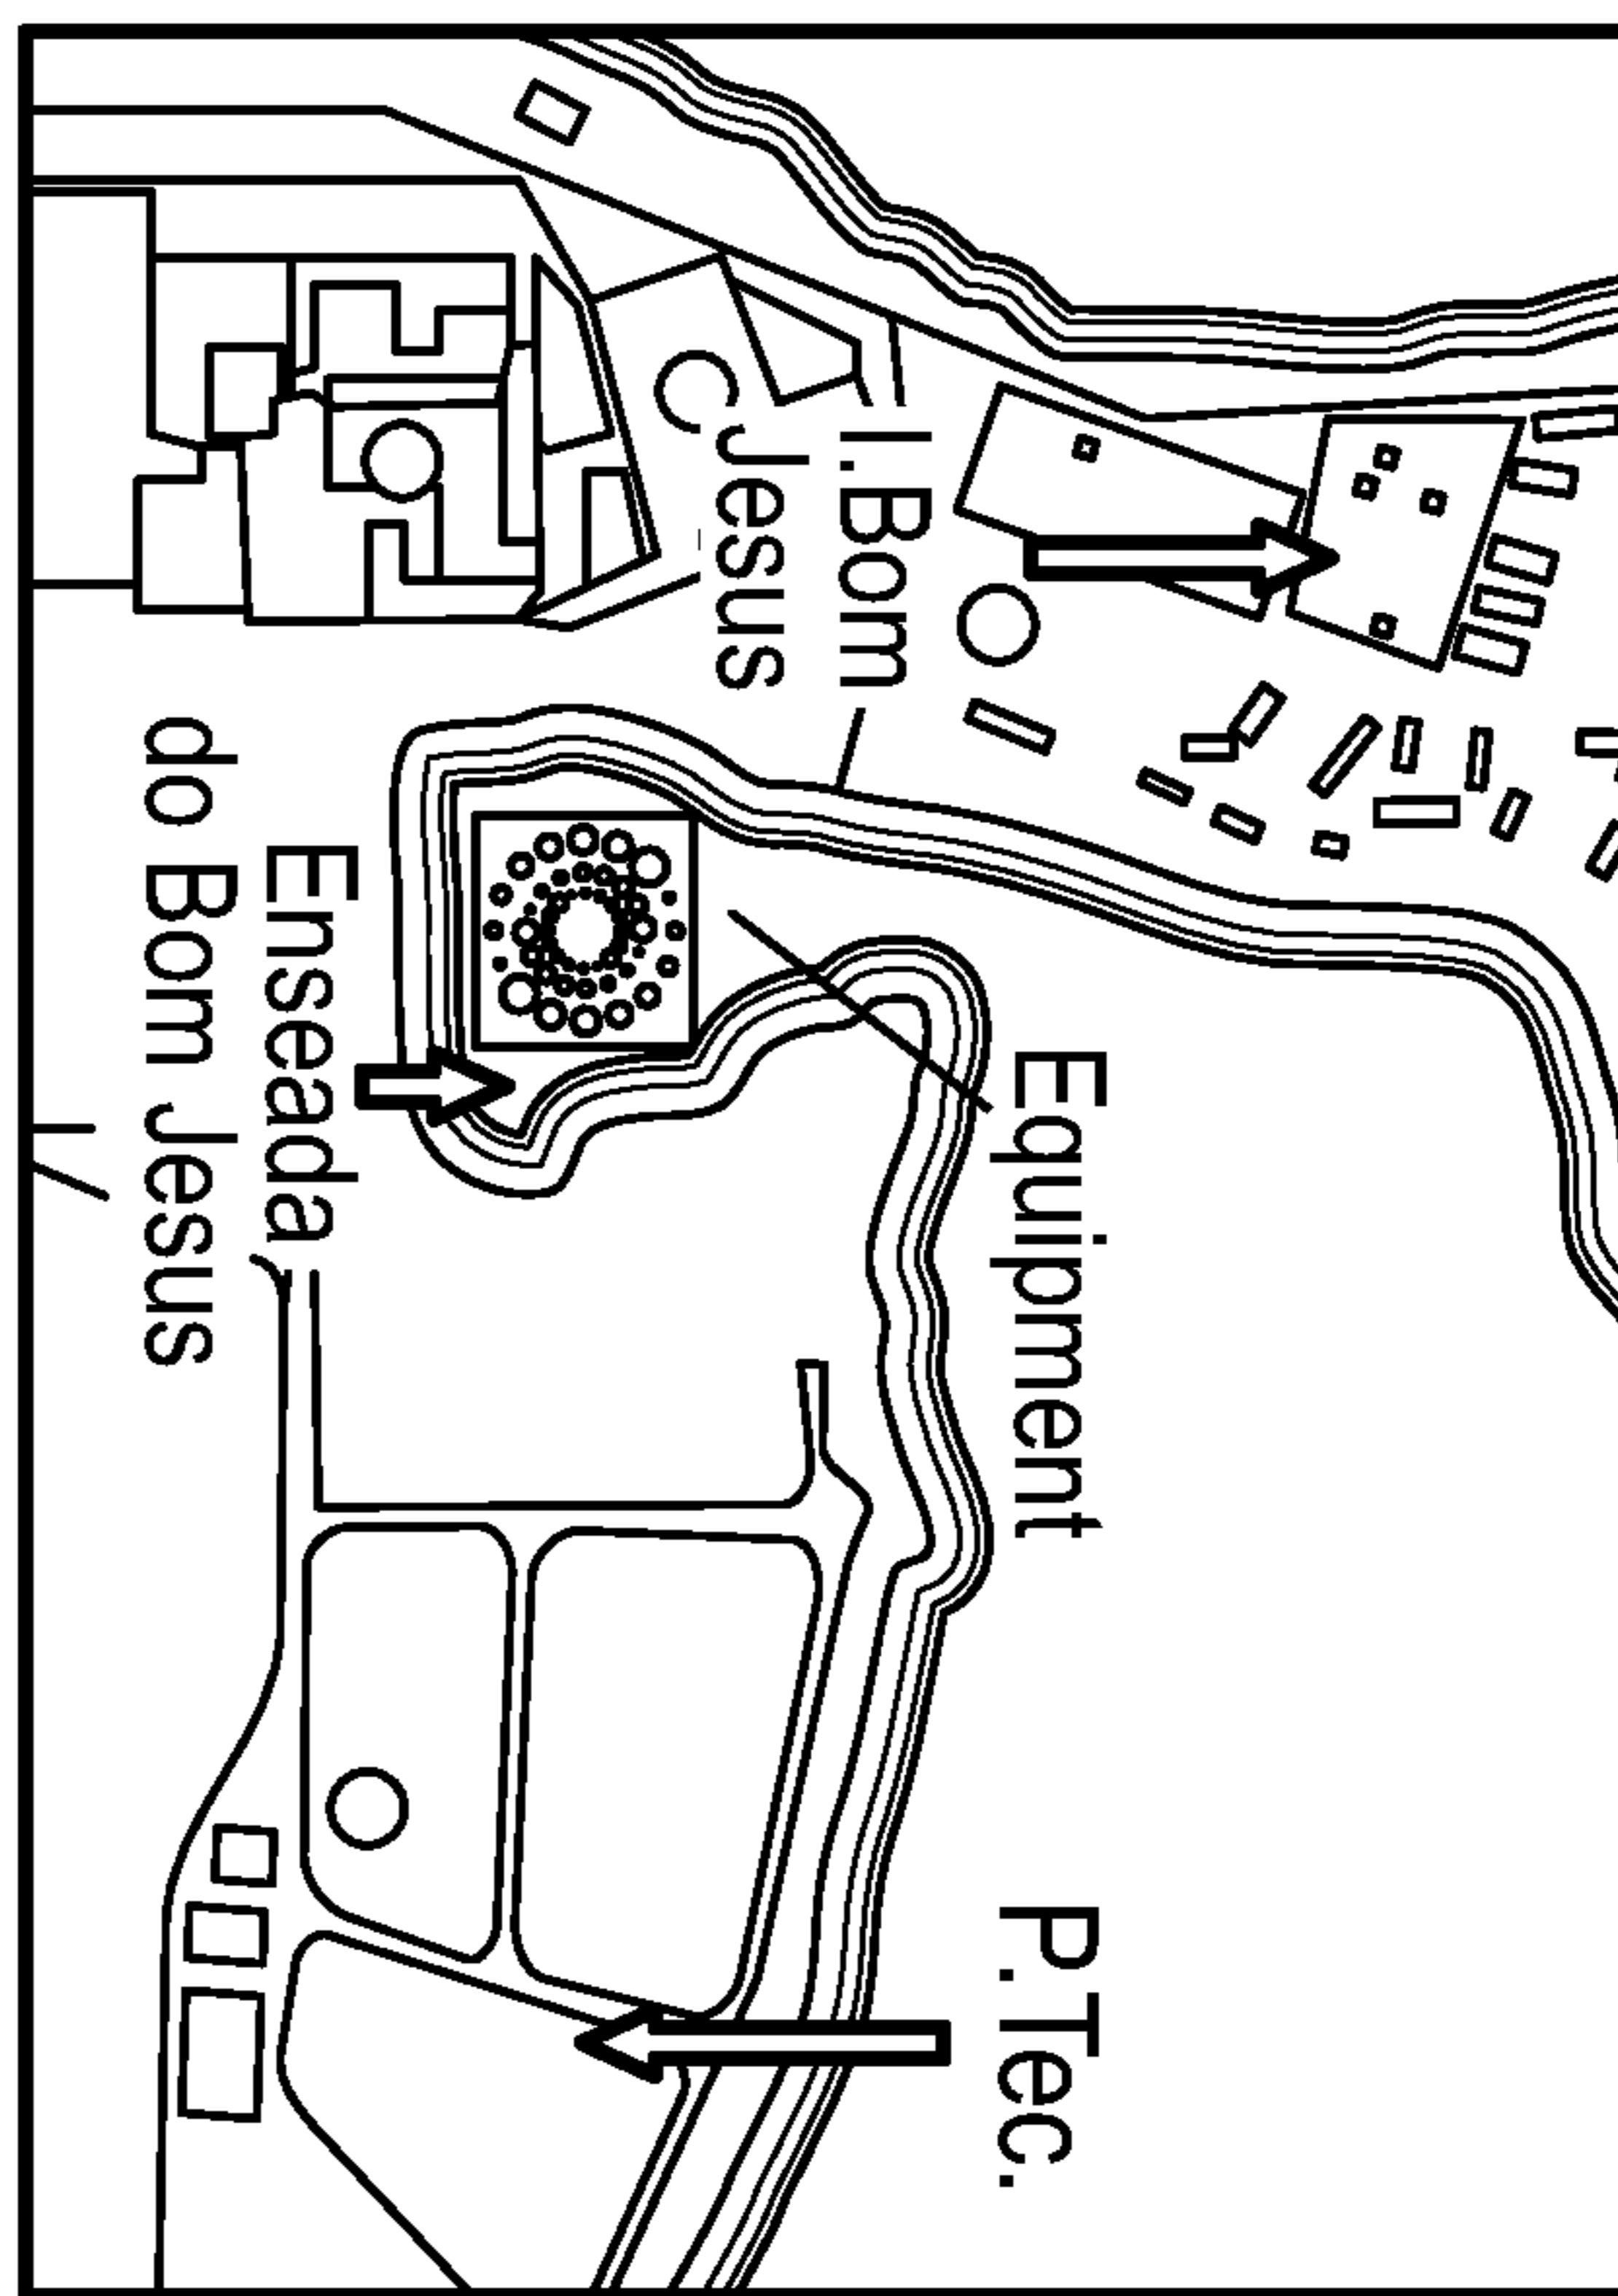 I.Bom
Jesus
Equipment
P.Tec.
Enseada
do Bom Jesus